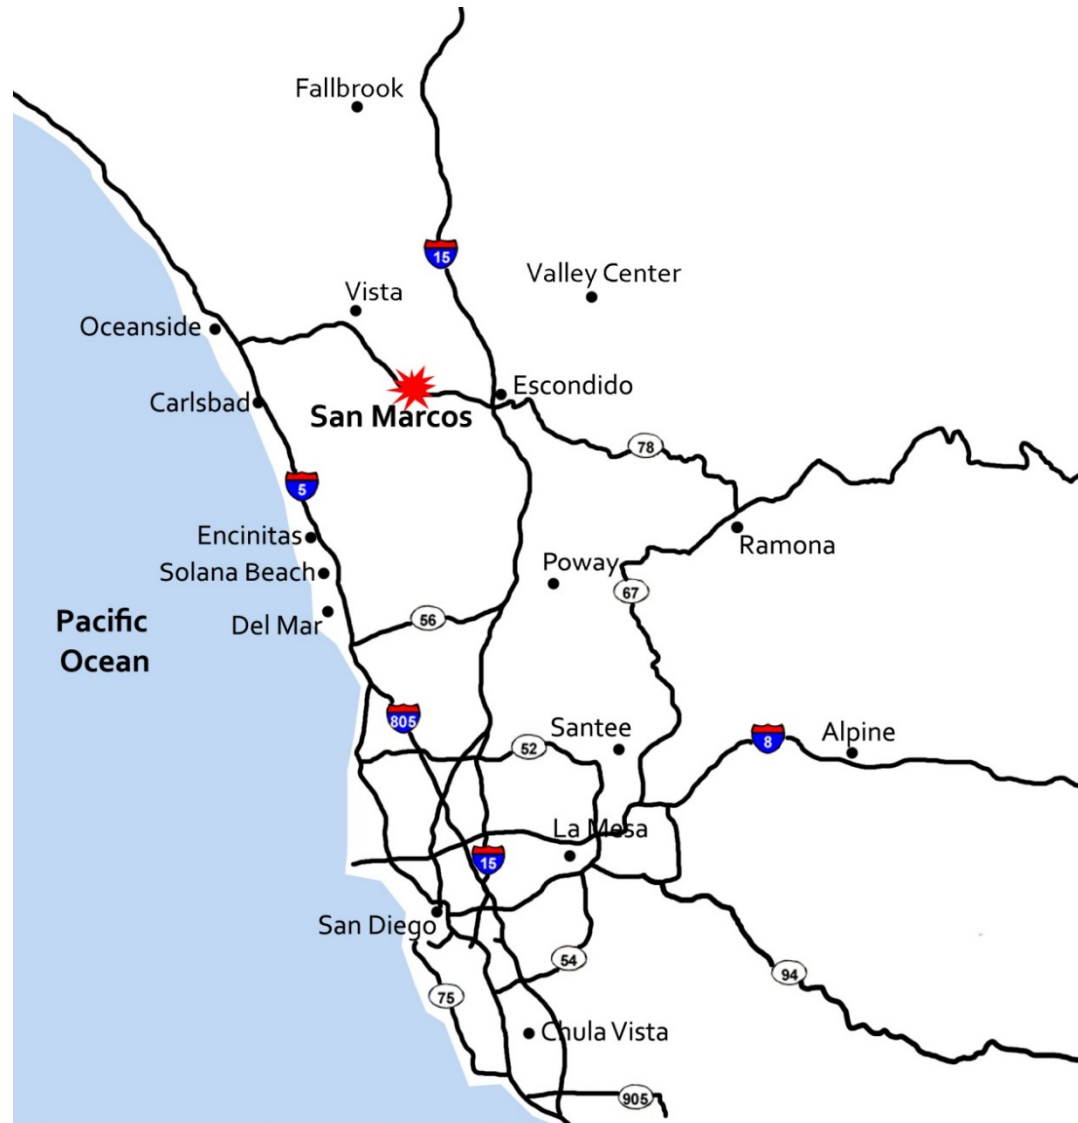 Fallbrook
15
Valley Center
Vista
Oceanside
Escondido
Carlsbad
San Marcos
78
5
Encinitas
Ramona
Solana Beach
Poway
67
56
Del Mar
Pacific
Ocean
805
Santee
Alpine
8
52
La Mesa
15
San Diego
54
94
75
Chula Vista
905